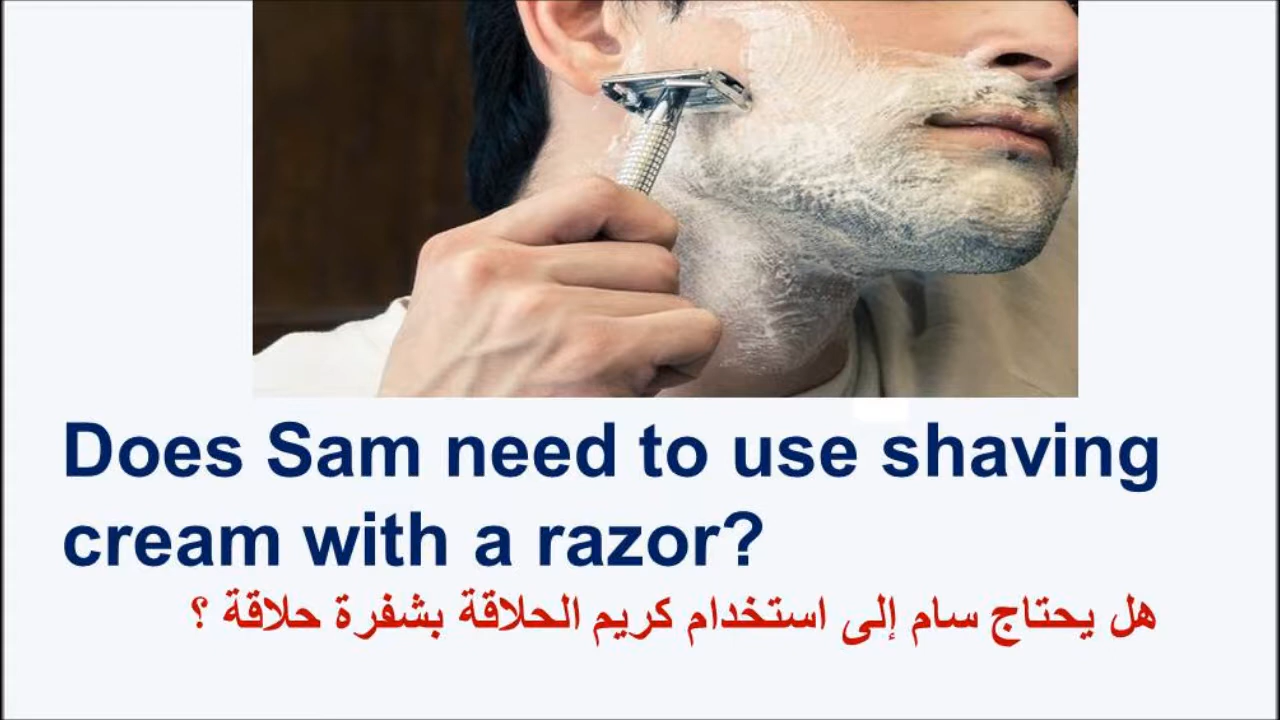 Does Sam need to use shaving
cream with a razor?
هل يحتاج سام إلى استخدام كريم الحلاقة بشفرة حلاقة ؟